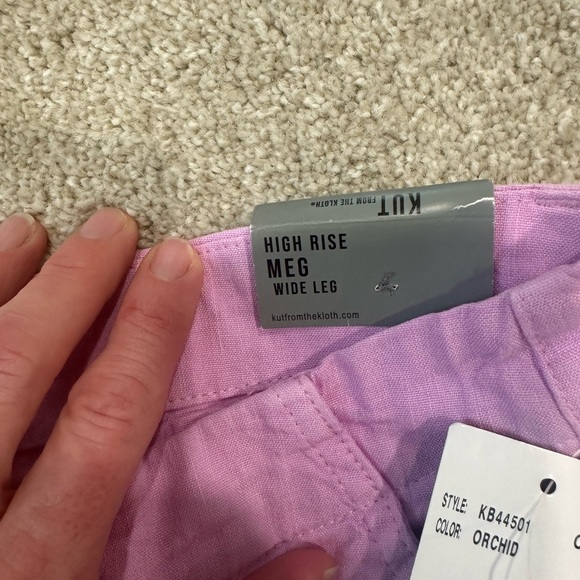 KUT
FROM THE KLOTH®
HIGH RISE
MEG
WIDE LEG
kutfromthekloth.com
STYLE: KB44501
COLOR: ORCHID